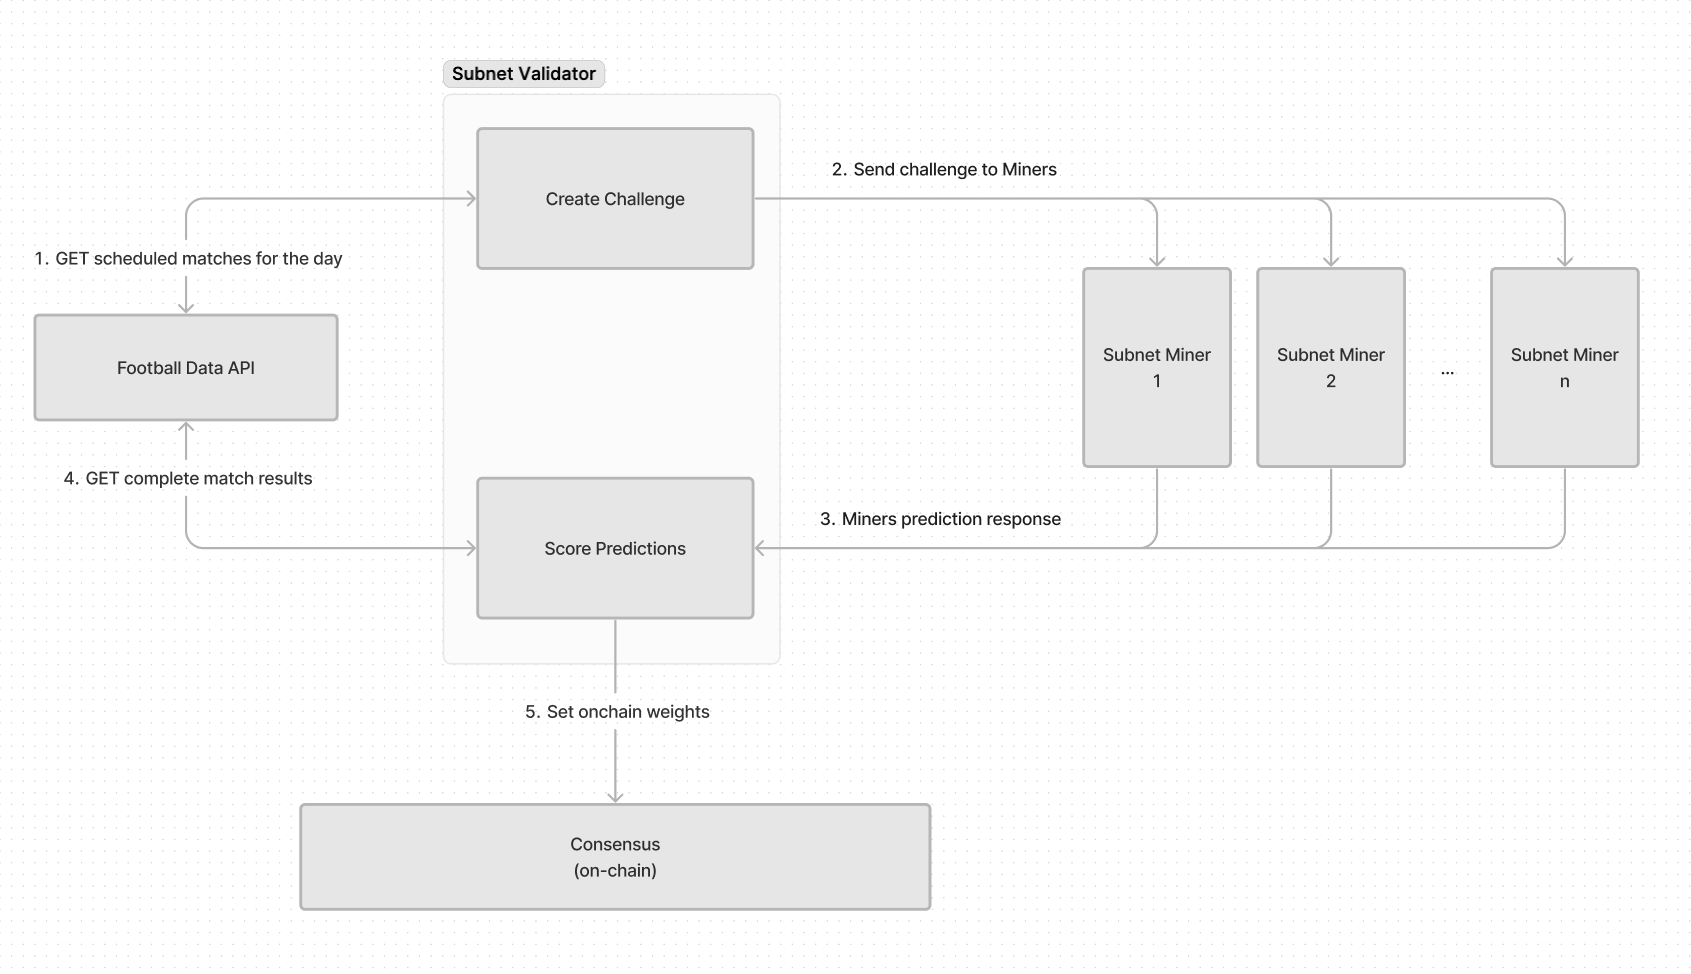 Subnet Validator
Create Challenge
2. Send challenge to Miners
1. GET scheduled matches for the day
Football Data API
Subnet Miner
1
Subnet Miner
2
...
Subnet Miner
n
4. GET complete match results
3. Miners prediction response
Score Predictions
5. Set onchain weights
Consensus
(on-chain)